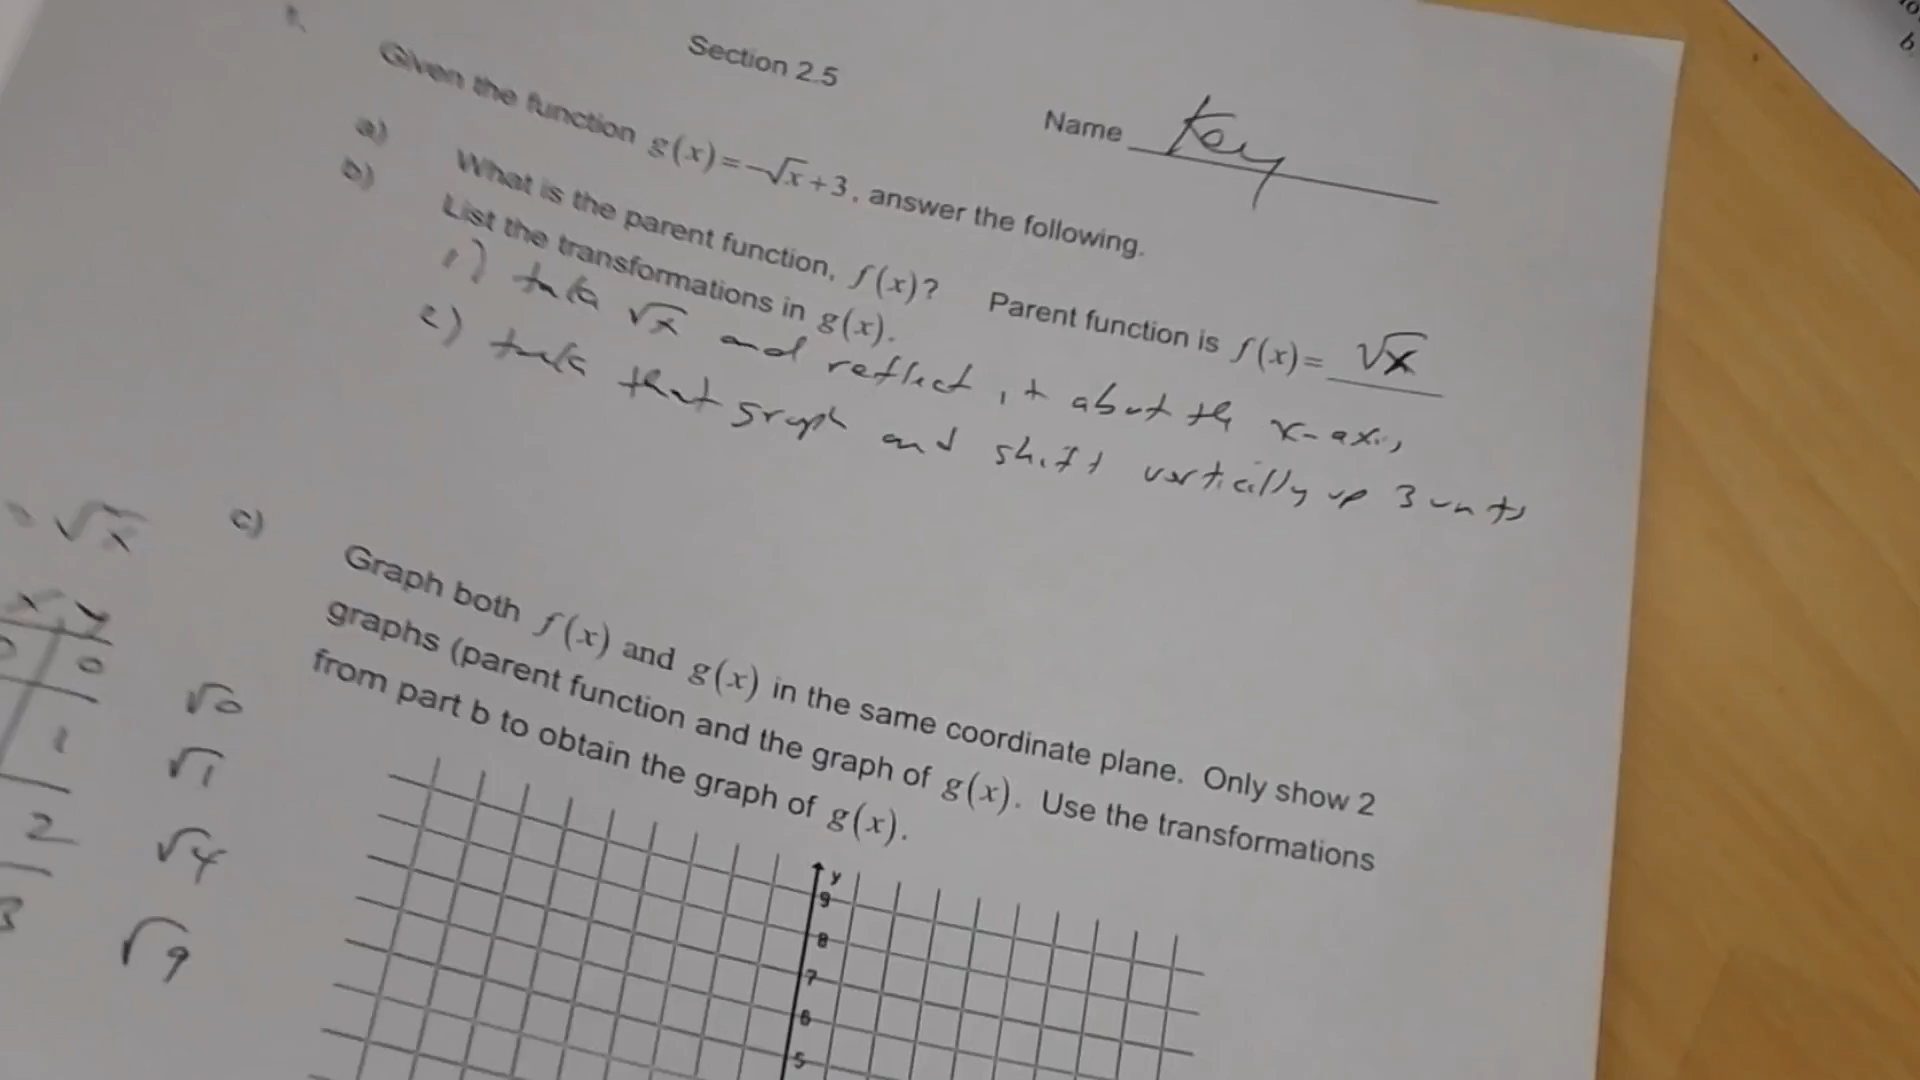 Section 2.5
Name Key
Given the function g(x)=-√x+3, answer the following.
a) What is the parent function, f(x)? Parent function is f(x)= √x
b) List the transformations in g(x).
1) take √x and reflect it about the x-axis
2) take that graph and shift vertically up 3 units
c) Graph both f(x) and g(x) in the same coordinate plane. Only show 2
graphs (parent function and the graph of g(x). Use the transformations
from part b to obtain the graph of g(x).
= √x
x y
0 0 √0
1 √1
2 √4
3 √9
y
9
8
7
6
5
b